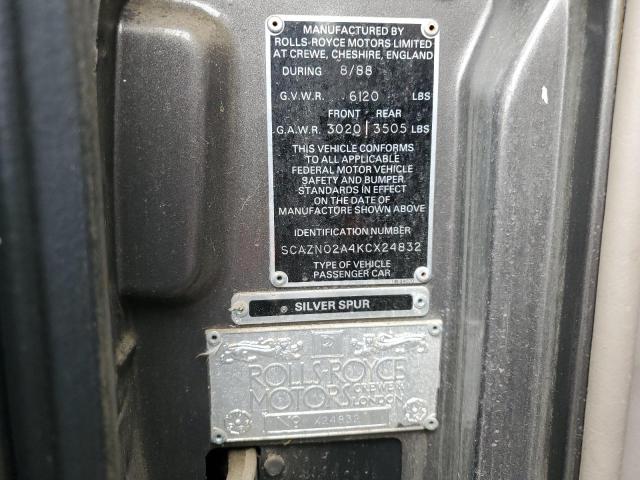 MANUFACTURED BY
ROLLS-ROYCE MOTORS LIMITED
AT CREWE, CHESHIRE, ENGLAND
DURING 8/88
G.V.W.R. 6120 LBS
FRONT REAR
G.A.W.R. 3020 | 3505 LBS
THIS VEHICLE CONFORMS
TO ALL APPLICABLE
FEDERAL MOTOR VEHICLE
SAFETY AND BUMPER
STANDARDS IN EFFECT
ON THE DATE OF
MANUFACTURE SHOWN ABOVE
IDENTIFICATION NUMBER
SCAZN02A4KCX24832
TYPE OF VEHICLE
PASSENGER CAR
® SILVER SPUR
ROLLS-ROYCE
MOTORS CREWE &
LONDON
No X24832